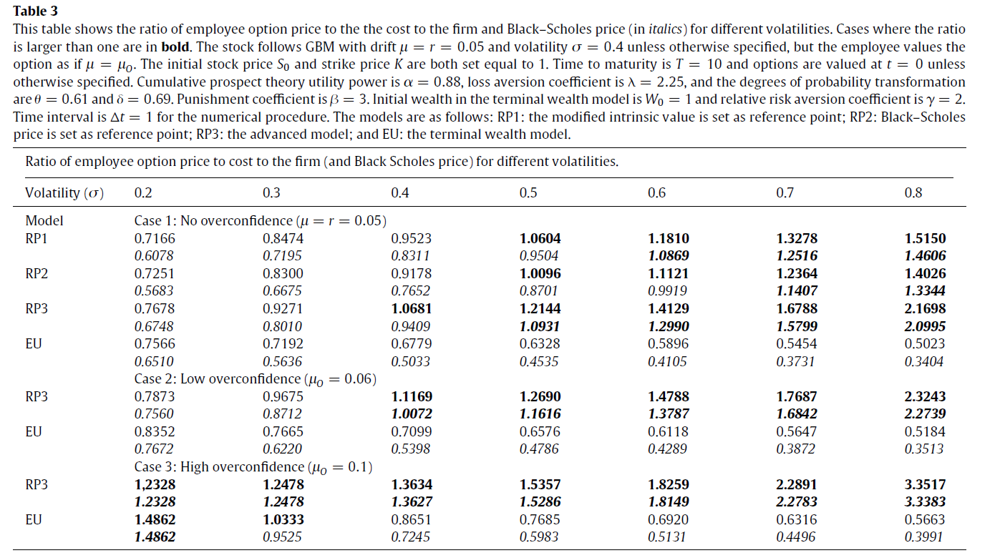 Table 3
This table shows the ratio of employee option price to the the cost to the firm and Black–Scholes price (in italics) for different volatilities. Cases where the ratio
is larger than one are in bold. The stock follows GBM with drift μ = r = 0.05 and volatility σ = 0.4 unless otherwise specified, but the employee values the
option as if μ = μO. The initial stock price S0 and strike price K are both set equal to 1. Time to maturity is T = 10 and options are valued at t = 0 unless
otherwise specified. Cumulative prospect theory utility power is α = 0.88, loss aversion coefficient is λ = 2.25, and the degrees of probability transformation
are θ = 0.61 and δ = 0.69. Punishment coefficient is β = 3. Initial wealth in the terminal wealth model is W0 = 1 and relative risk aversion coefficient is γ = 2.
Time interval is Δt = 1 for the numerical procedure. The models are as follows: RP1: the modified intrinsic value is set as reference point; RP2: Black–Scholes
price is set as reference point; RP3: the advanced model; and EU: the terminal wealth model.
Ratio of employee option price to cost to the firm (and Black Scholes price) for different volatilities.
Volatility (σ) 0.2 0.3 0.4 0.5 0.6 0.7 0.8
Model Case 1: No overconfidence (μ = r = 0.05)
RP1 0.7166 0.8474 0.9523 1.0604 1.1810 1.3278 1.5150
0.6078 0.7195 0.8311 0.9504 1.0869 1.2516 1.4606
RP2 0.7251 0.8300 0.9178 1.0096 1.1121 1.2364 1.4026
0.5683 0.6675 0.7652 0.8701 0.9919 1.1407 1.3344
RP3 0.7678 0.9271 1.0681 1.2144 1.4129 1.6788 2.1698
0.6748 0.8010 0.9409 1.0931 1.2990 1.5799 2.0995
EU 0.7566 0.7192 0.6779 0.6328 0.5896 0.5454 0.5023
0.6510 0.5636 0.5033 0.4535 0.4105 0.3731 0.3404
Case 2: Low overconfidence (μO = 0.06)
RP3 0.7873 0.9675 1.1169 1.2690 1.4788 1.7687 2.3243
0.7560 0.8712 1.0072 1.1616 1.3787 1.6842 2.2739
EU 0.8352 0.7665 0.7099 0.6576 0.6118 0.5647 0.5184
0.7672 0.6220 0.5398 0.4786 0.4289 0.3872 0.3513
Case 3: High overconfidence (μO = 0.1)
RP3 1,2328 1.2478 1.3634 1.5357 1.8259 2.2891 3.3517
1.2328 1.2478 1.3627 1.5286 1.8149 2.2783 3.3383
EU 1.4862 1.0333 0.8651 0.7685 0.6920 0.6316 0.5663
1.4862 0.9525 0.7245 0.5983 0.5131 0.4496 0.3991